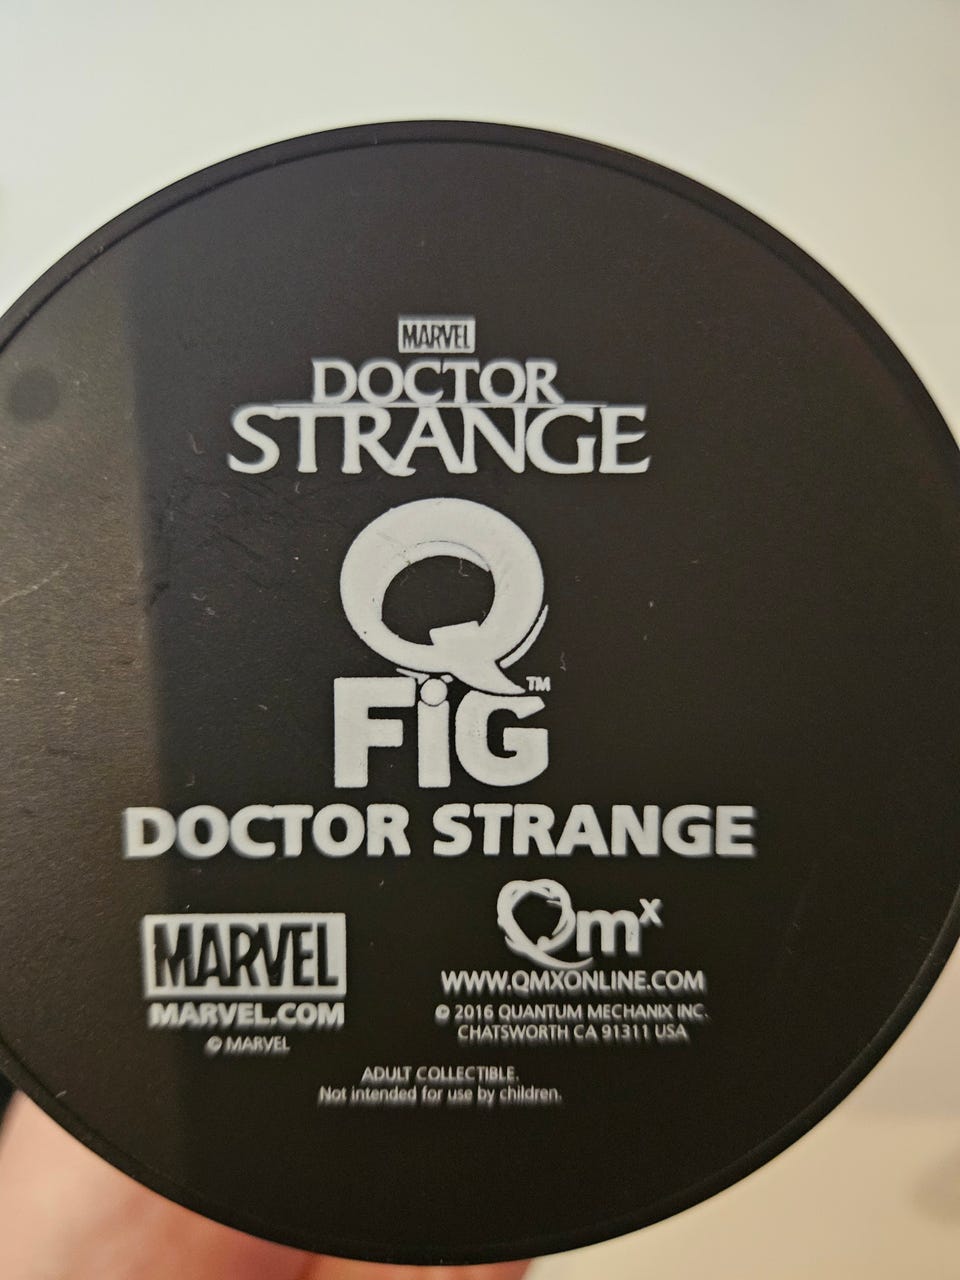 MARVEL
DOCTOR
STRANGE
Q
FiG™
DOCTOR STRANGE
MARVEL
MARVEL.COM
© MARVEL
Qmx
WWW.QMXONLINE.COM
© 2016 QUANTUM MECHANIX INC.
CHATSWORTH CA 91311 USA
ADULT COLLECTIBLE.
Not intended for use by children.